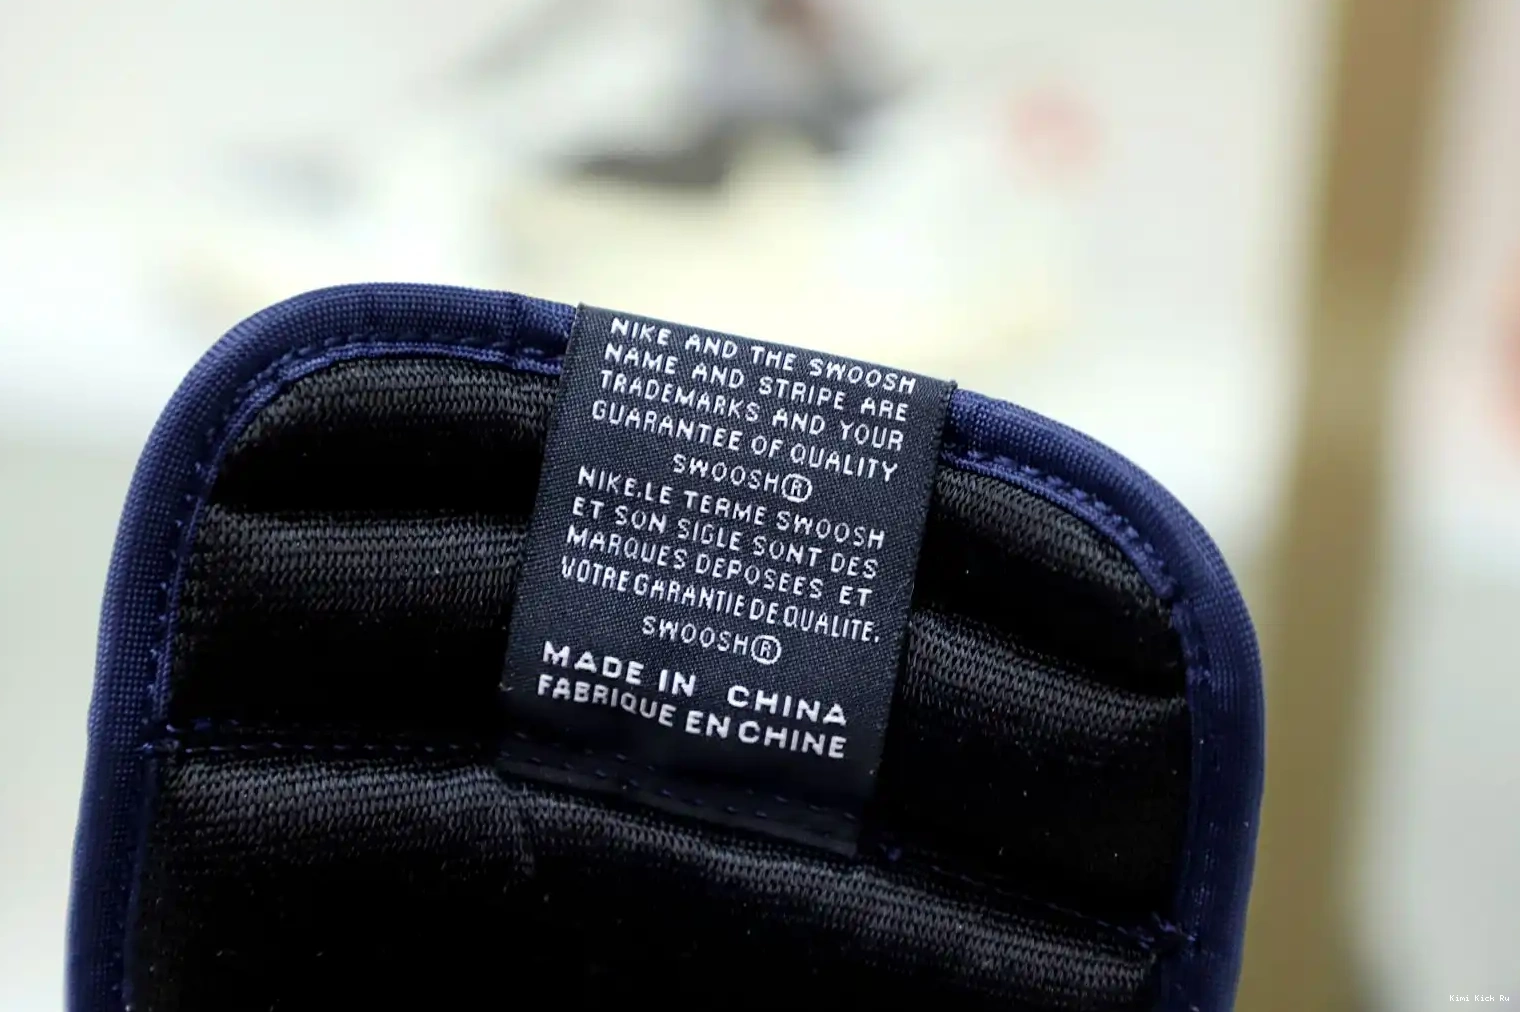 NIKE AND THE SWOOSH
NAME AND STRIPE ARE
TRADEMARKS AND YOUR
GUARANTEE OF QUALITY
SWOOSH®
NIKE.LE TERME SWOOSH
ET SON SIGLE SONT DES
MARQUES DEPOSEES ET
VOTRE GARANTIE DE QUALITE.
SWOOSH®
MADE IN CHINA
FABRIQUE EN CHINE
Kimi Kich Ru